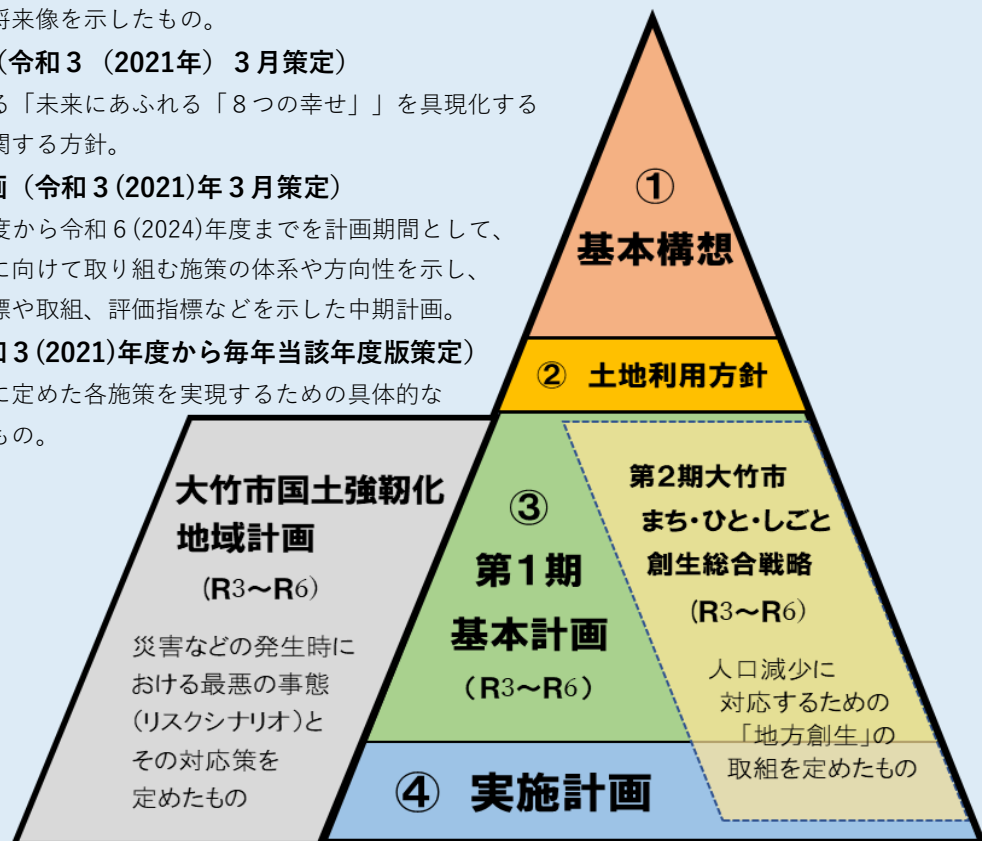 将来像を示したもの。
(令和３（2021年）３月策定）
る「未来にあふれる「８つの幸せ」」を具現化する
関する方針。
画（令和３(2021)年３月策定）
度から令和６(2024)年度までを計画期間として、
に向けて取り組む施策の体系や方向性を示し、
標や取組、評価指標などを示した中期計画。
和３(2021)年度から毎年当該年度版策定）
に定めた各施策を実現するための具体的な
もの。
①
基本構想
② 土地利用方針
大竹市国土強靭化
地域計画
(R3～R6)
災害などの発生時に
おける最悪の事態
(リスクシナリオ)と
その対応策を
定めたもの
③
第１期
基本計画
（R3～R6）
第2期大竹市
まち・ひと・しごと
創生総合戦略
(R3～R6)
人口減少に
対応するための
「地方創生」の
取組を定めたもの
④ 実施計画